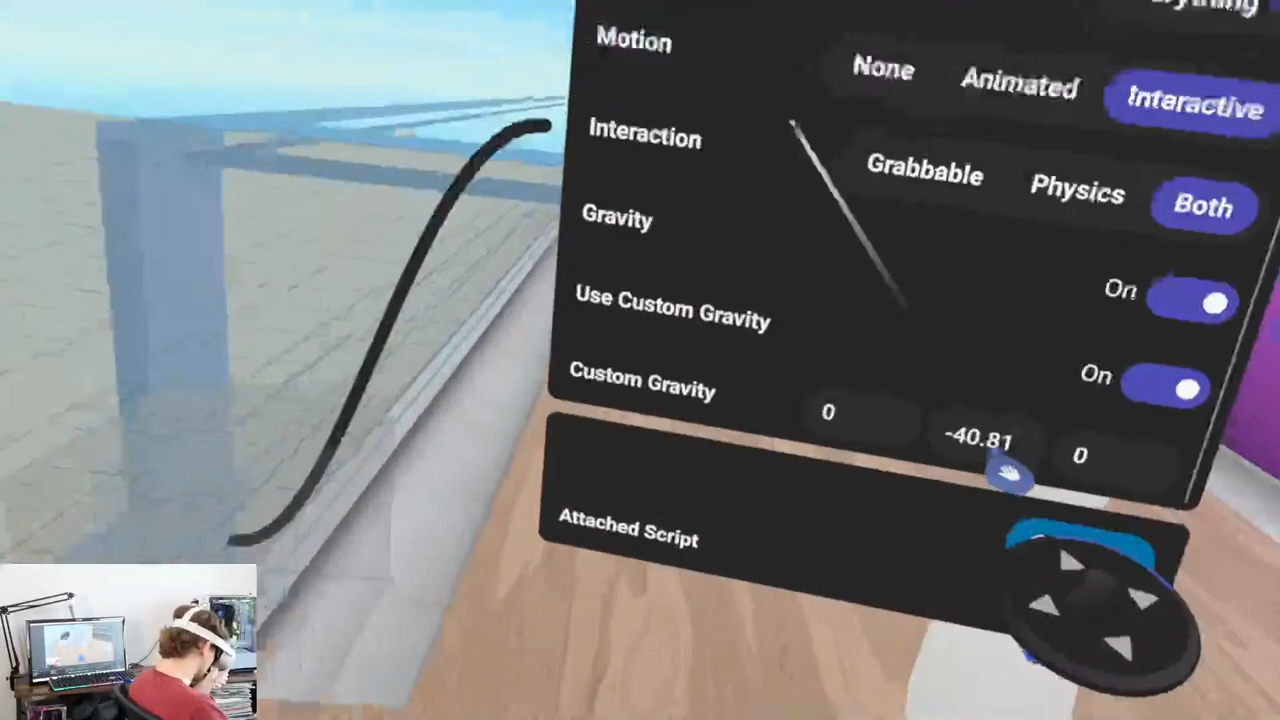 Motion
None Animated Interactive
Interaction
Grabbable Physics Both
Gravity
On
Use Custom Gravity
On
Custom Gravity
0 -40.81 0
Attached Script